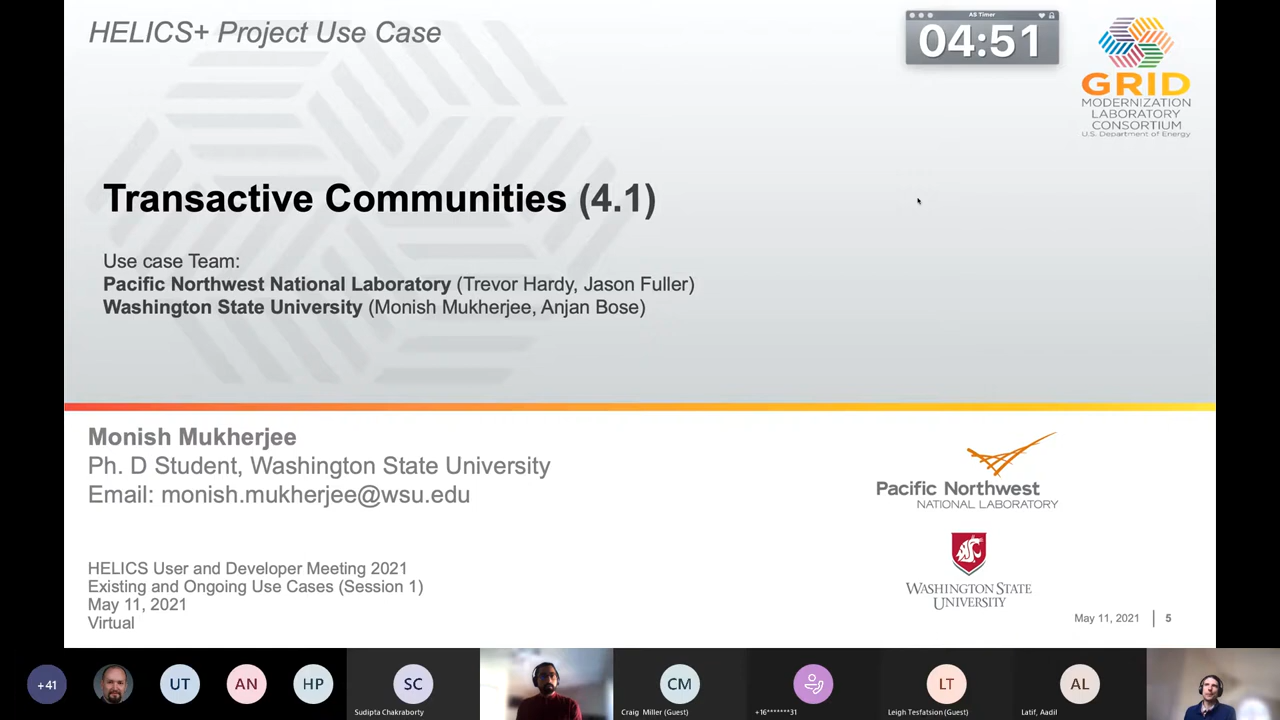 HELICS+ Project Use Case
AS Timer
04:51
GRID
MODERNIZATION
LABORATORY
CONSORTIUM
U.S. Department of Energy
Transactive Communities (4.1)
Use case Team:
Pacific Northwest National Laboratory (Trevor Hardy, Jason Fuller)
Washington State University (Monish Mukherjee, Anjan Bose)
Monish Mukherjee
Ph. D Student, Washington State University
Email: monish.mukherjee@wsu.edu
Pacific Northwest
NATIONAL LABORATORY
WASHINGTON STATE
UNIVERSITY
HELICS User and Developer Meeting 2021
Existing and Ongoing Use Cases (Session 1)
May 11, 2021
Virtual
May 11, 2021 | 5
+41
UT
AN
HP
SC
Sudipta Chakraborty
CM
Craig Miller (Guest)
+16*******31
LT
Leigh Tesfatsion (Guest)
AL
Latif, Aadil